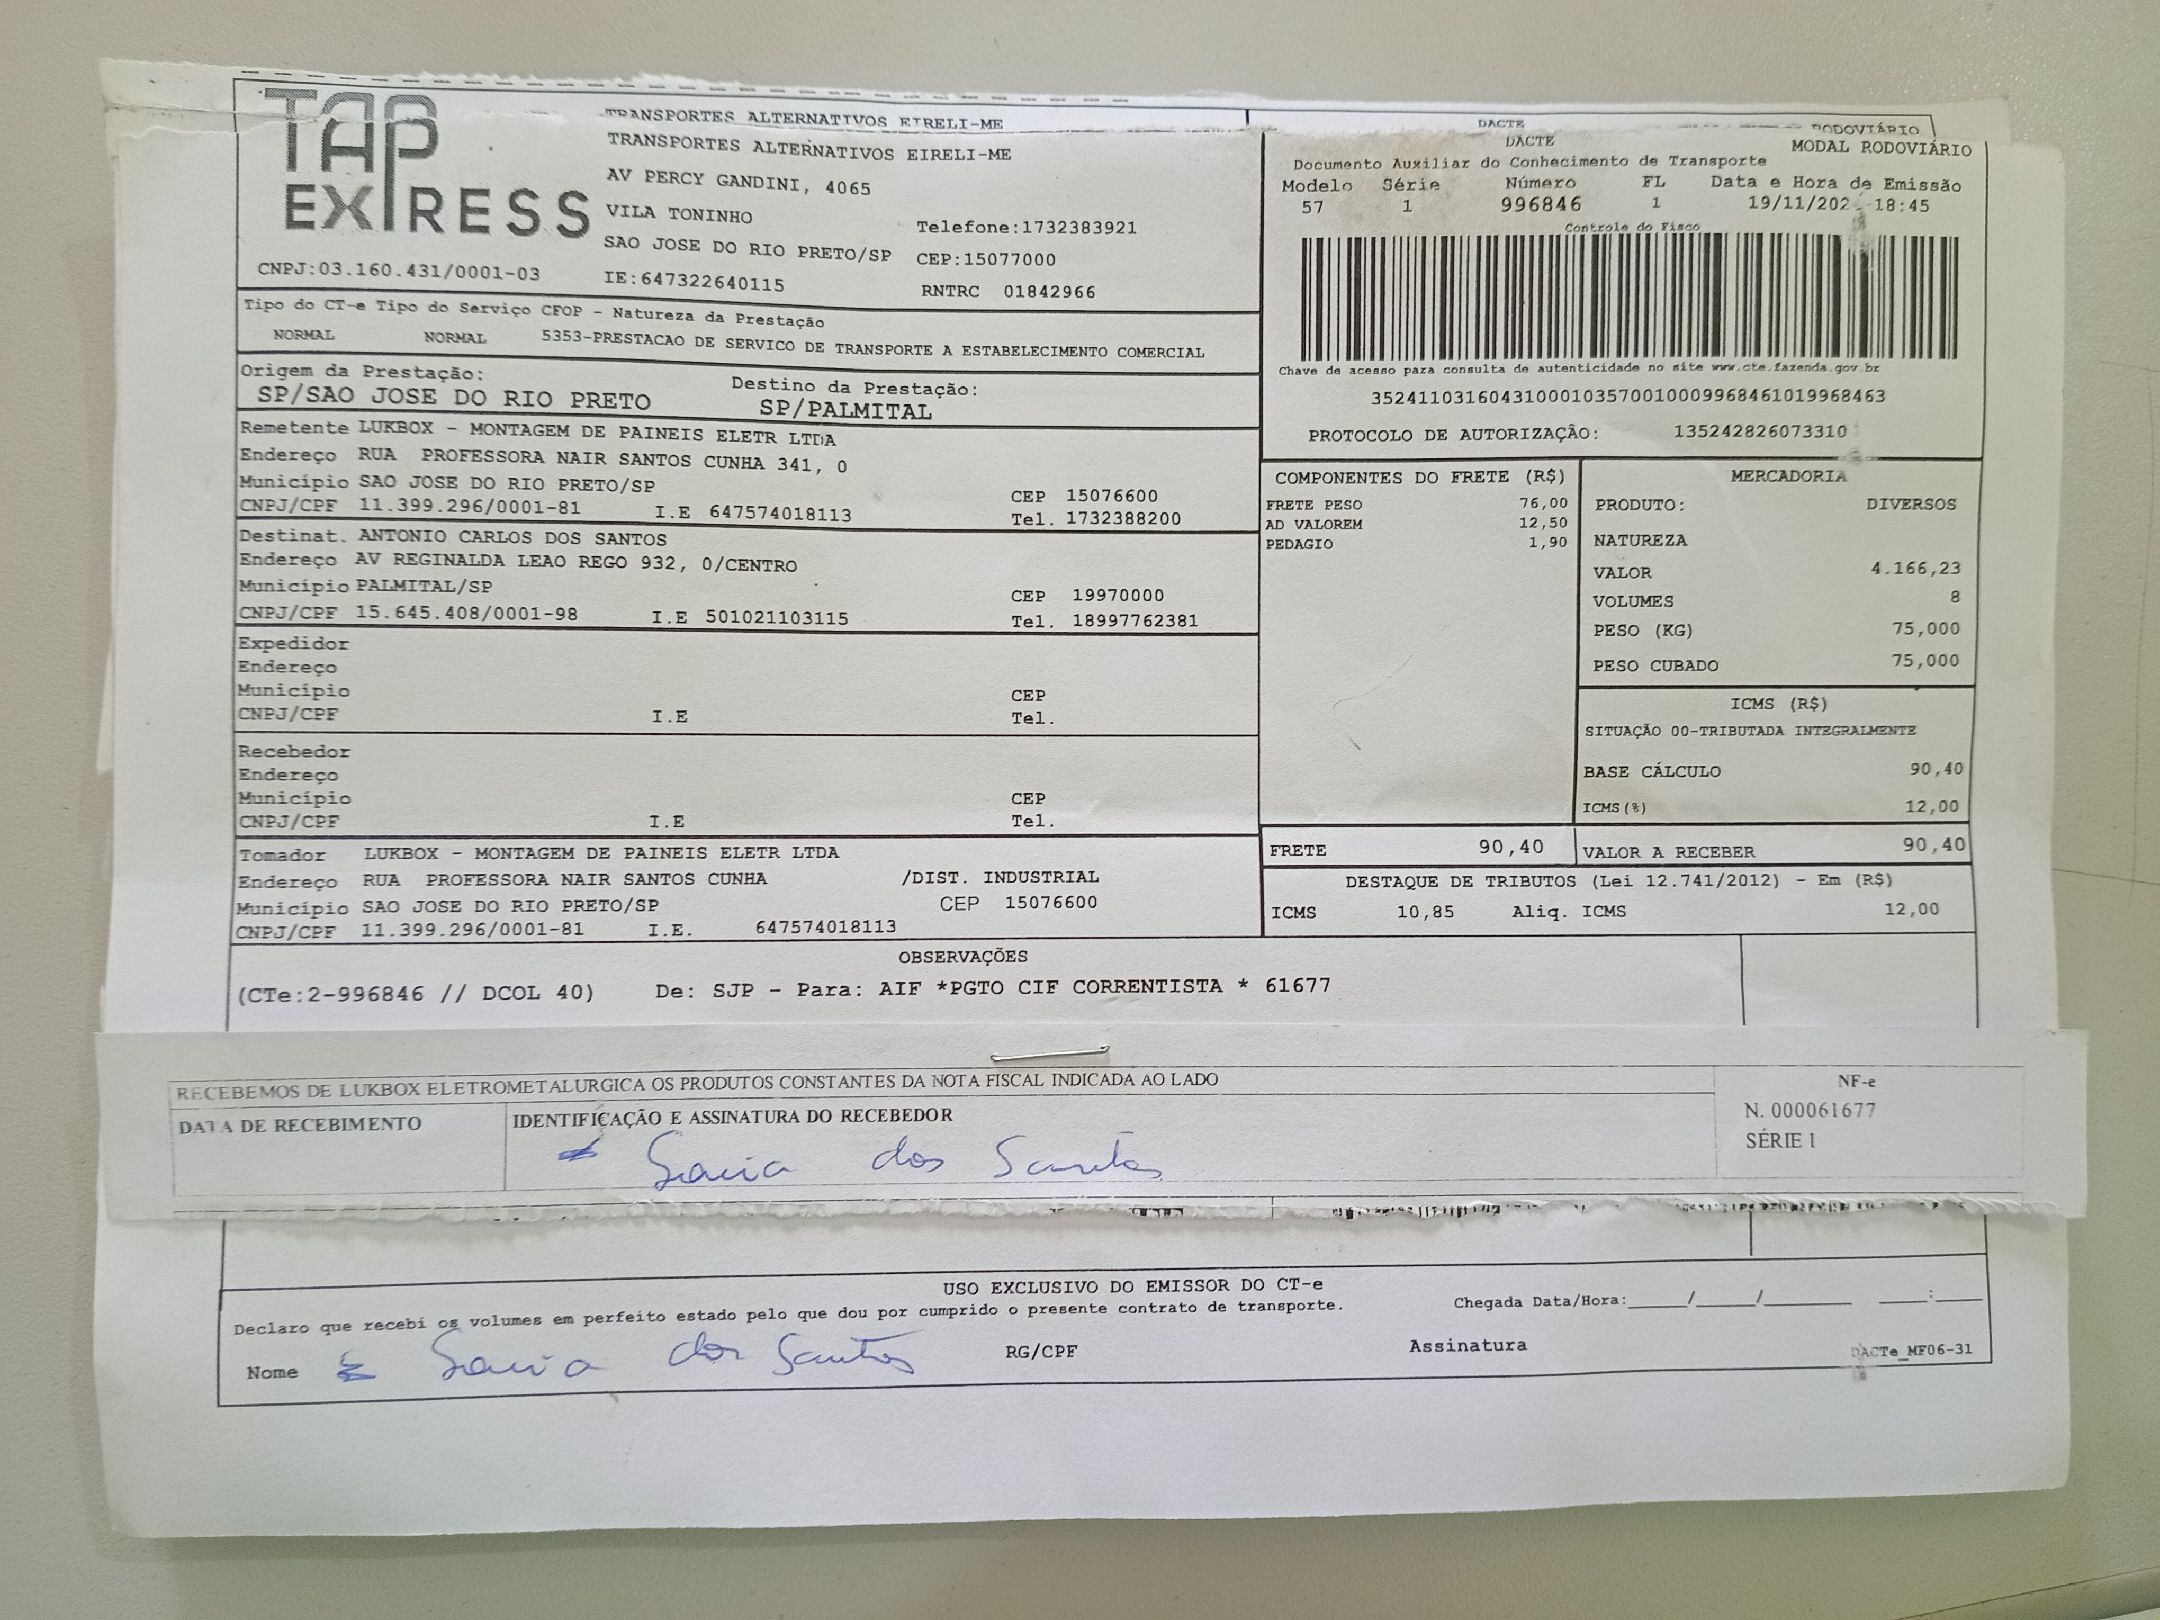 TAP EXPRESS
TRANSPORTES ALTERNATIVOS EIRELI-ME
TRANSPORTES ALTERNATIVOS EIRELI-ME
AV PERCY GANDINI, 4065
VILA TONINHO
Telefone:1732383921
SAO JOSE DO RIO PRETO/SP CEP:15077000
CNPJ:03.160.431/0001-03 IE:647322640115 RNTRC 01842966
DACTE RODOVIÁRIO
DACTE MODAL RODOVIÁRIO
Documento Auxiliar do Conhecimento de Transporte
Modelo Série Número FL Data e Hora de Emissão
57 1 996846 1 19/11/202 18:45
Controle do Fisco
Chave de acesso para consulta de autenticidade no site www.cte.fazenda.gov.br
35241103160431000103570010009968461019968463
PROTOCOLO DE AUTORIZAÇÃO: 135242826073310
Tipo do CT-e Tipo do Serviço CFOP - Natureza da Prestação
NORMAL NORMAL 5353-PRESTACAO DE SERVICO DE TRANSPORTE A ESTABELECIMENTO COMERCIAL
Origem da Prestação: Destino da Prestação:
SP/SAO JOSE DO RIO PRETO SP/PALMITAL
Remetente LUKBOX - MONTAGEM DE PAINEIS ELETR LTDA
Endereço RUA PROFESSORA NAIR SANTOS CUNHA 341, 0
Município SAO JOSE DO RIO PRETO/SP CEP 15076600
CNPJ/CPF 11.399.296/0001-81 I.E 647574018113 Tel. 1732388200
Destinat. ANTONIO CARLOS DOS SANTOS
Endereço AV REGINALDA LEAO REGO 932, 0/CENTRO
Município PALMITAL/SP CEP 19970000
CNPJ/CPF 15.645.408/0001-98 I.E 501021103115 Tel. 18997762381
Expedidor
Endereço
Município CEP
CNPJ/CPF I.E Tel.
Recebedor
Endereço
Município CEP
CNPJ/CPF I.E Tel.
Tomador LUKBOX - MONTAGEM DE PAINEIS ELETR LTDA
Endereço RUA PROFESSORA NAIR SANTOS CUNHA /DIST. INDUSTRIAL
Município SAO JOSE DO RIO PRETO/SP CEP 15076600
CNPJ/CPF 11.399.296/0001-81 I.E. 647574018113
COMPONENTES DO FRETE (R$)
FRETE PESO 76,00
AD VALOREM 12,50
PEDAGIO 1,90
MERCADORIA
PRODUTO: DIVERSOS
NATUREZA
VALOR 4.166,23
VOLUMES 8
PESO (KG) 75,000
PESO CUBADO 75,000
ICMS (R$)
SITUAÇÃO 00-TRIBUTADA INTEGRALMENTE
BASE CÁLCULO 90,40
ICMS(%) 12,00
FRETE 90,40 VALOR A RECEBER 90,40
DESTAQUE DE TRIBUTOS (Lei 12.741/2012) - Em (R$)
ICMS 10,85 Aliq. ICMS 12,00
OBSERVAÇÕES
(CTe:2-996846 // DCOL 40) De: SJP - Para: AIF *PGTO CIF CORRENTISTA * 61677
RECEBEMOS DE LUKBOX ELETROMETALURGICA OS PRODUTOS CONSTANTES DA NOTA FISCAL INDICADA AO LADO
NF-e
N. 000061677
SÉRIE 1
DATA DE RECEBIMENTO IDENTIFICAÇÃO E ASSINATURA DO RECEBEDOR
dos Santos
USO EXCLUSIVO DO EMISSOR DO CT-e
Declaro que recebi os volumes em perfeito estado pelo que dou por cumprido o presente contrato de transporte. Chegada Data/Hora:_____/_____/________ ____:____
Nome dos Santos RG/CPF Assinatura DACTe_MF06-31